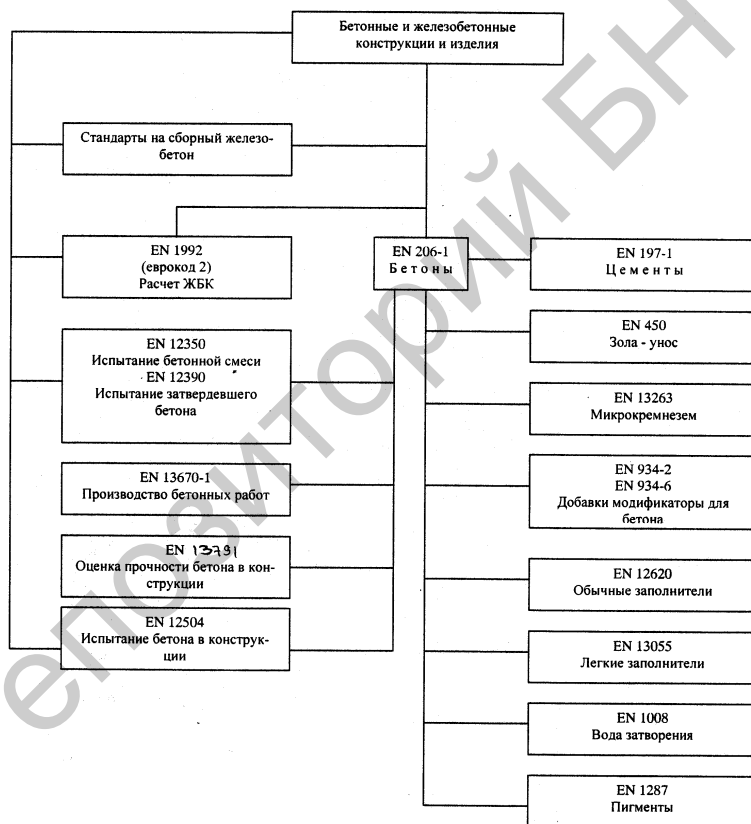 Бетонные и железобетонные
конструкции и изделия
Стандарты на сборный железо-
бетон
EN 1992
(еврокод 2)
Расчет ЖБК
EN 206-1
Бетоны
EN 197-1
Цементы
EN 450
Зола - унос
EN 12350
Испытание бетонной смеси
EN 12390
Испытание затвердевшего
бетона
EN 13263
Микрокремнезем
EN 13670-1
Производство бетонных работ
EN 934-2
EN 934-6
Добавки модификаторы для
бетона
EN 13791
Оценка прочности бетона в кон-
струкции
EN 12620
Обычные заполнители
EN 12504
Испытание бетона в конструк-
ции
EN 13055
Легкие заполнители
EN 1008
Вода затворения
EN 1287
Пигменты
епозиторий БН